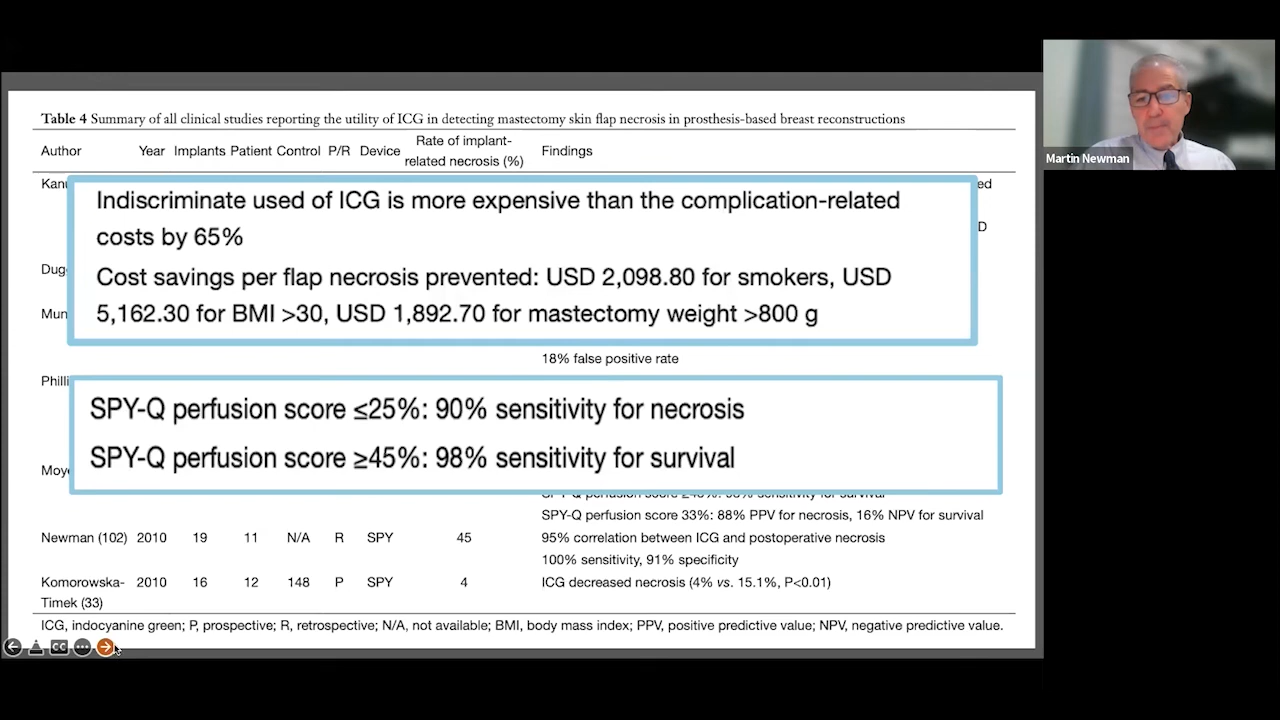 Martin Newman
Table 4 Summary of all clinical studies reporting the utility of ICG in detecting mastectomy skin flap necrosis in prosthesis-based breast reconstructions
Author Year Implants Patient Control P/R Device Rate of implant-related necrosis (%) Findings
Indiscriminate used of ICG is more expensive than the complication-related
costs by 65%
Cost savings per flap necrosis prevented: USD 2,098.80 for smokers, USD
5,162.30 for BMI >30, USD 1,892.70 for mastectomy weight >800 g
18% false positive rate
SPY-Q perfusion score ≤25%: 90% sensitivity for necrosis
SPY-Q perfusion score ≥45%: 98% sensitivity for survival
SPY-Q perfusion score 33%: 88% PPV for necrosis, 16% NPV for survival
Newman (102) 2010 19 11 N/A R SPY 45 95% correlation between ICG and postoperative necrosis
100% sensitivity, 91% specificity
Komorowska- 2010 16 12 148 P SPY 4 ICG decreased necrosis (4% vs. 15.1%, P<0.01)
Timek (33)
ICG, indocyanine green; P, prospective; R, retrospective; N/A, not available; BMI, body mass index; PPV, positive predictive value; NPV, negative predictive value.
CC